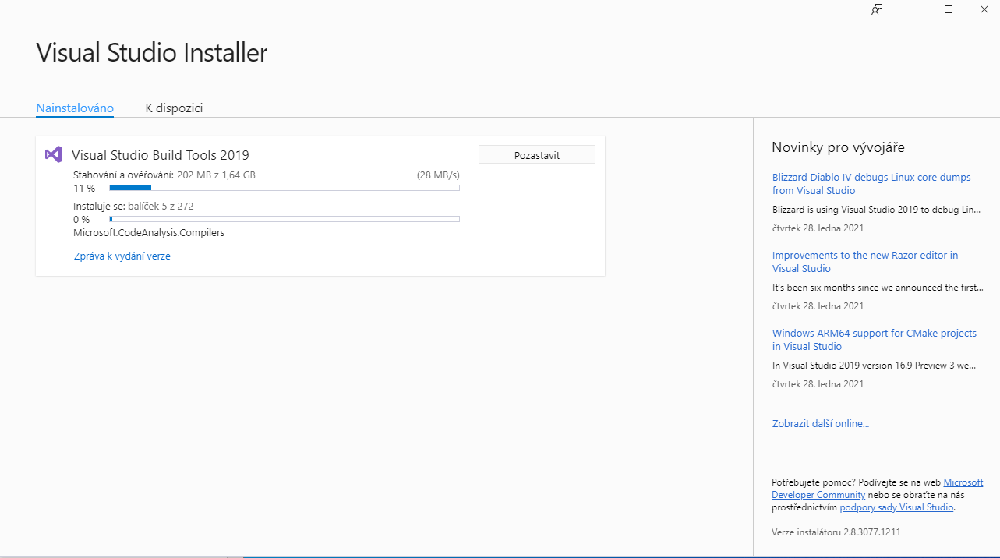 Visual Studio Installer
Nainstalováno
K dispozici
Visual Studio Build Tools 2019
Pozastavit
Stahování a ověřování: 202 MB z 1,64 GB
(28 MB/s)
11 %
Instaluje se: balíček 5 z 272
0 %
Microsoft.CodeAnalysis.Compilers
Zpráva k vydání verze
Novinky pro vývojáře
Blizzard Diablo IV debugs Linux core dumps
from Visual Studio
Blizzard is using Visual Studio 2019 to debug Lin...
čtvrtek 28. ledna 2021
Improvements to the new Razor editor in
Visual Studio
It's been six months since we announced the first...
čtvrtek 28. ledna 2021
Windows ARM64 support for CMake projects
in Visual Studio
In Visual Studio 2019 version 16.9 Preview 3 we...
čtvrtek 28. ledna 2021
Zobrazit další online...
Potřebujete pomoc? Podívejte se na web Microsoft
Developer Community nebo se obraťte na nás
prostřednictvím podpory sady Visual Studio.
Verze instalátoru 2.8.3077.1211